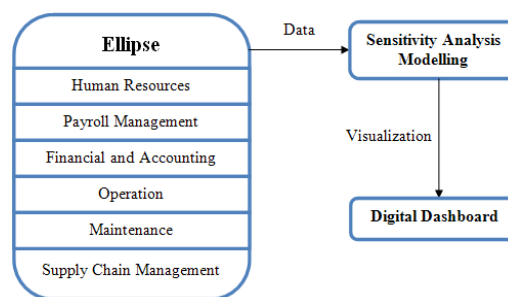 Ellipse
Human Resources
Payroll Management
Financial and Accounting
Operation
Maintenance
Supply Chain Management
Data
Sensitivity Analysis
Modelling
Visualization
Digital Dashboard